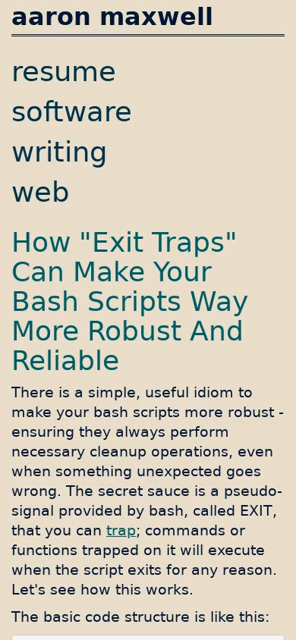 aaron maxwell
resume
software
writing
web
How "Exit Traps"
Can Make Your
Bash Scripts Way
More Robust And
Reliable
There is a simple, useful idiom to
make your bash scripts more robust -
ensuring they always perform
necessary cleanup operations, even
when something unexpected goes
wrong. The secret sauce is a pseudo-
signal provided by bash, called EXIT,
that you can trap; commands or
functions trapped on it will execute
when the script exits for any reason.
Let's see how this works.
The basic code structure is like this: